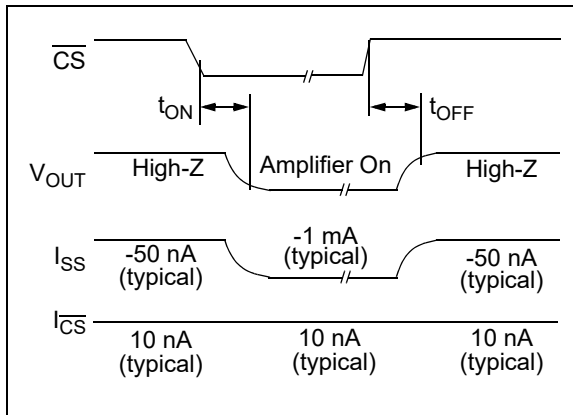 CS
tON
tOFF
VOUT
High-Z
Amplifier On
High-Z
ISS
-50 nA
(typical)
-1 mA
(typical)
-50 nA
(typical)
ICS
10 nA
(typical)
10 nA
(typical)
10 nA
(typical)